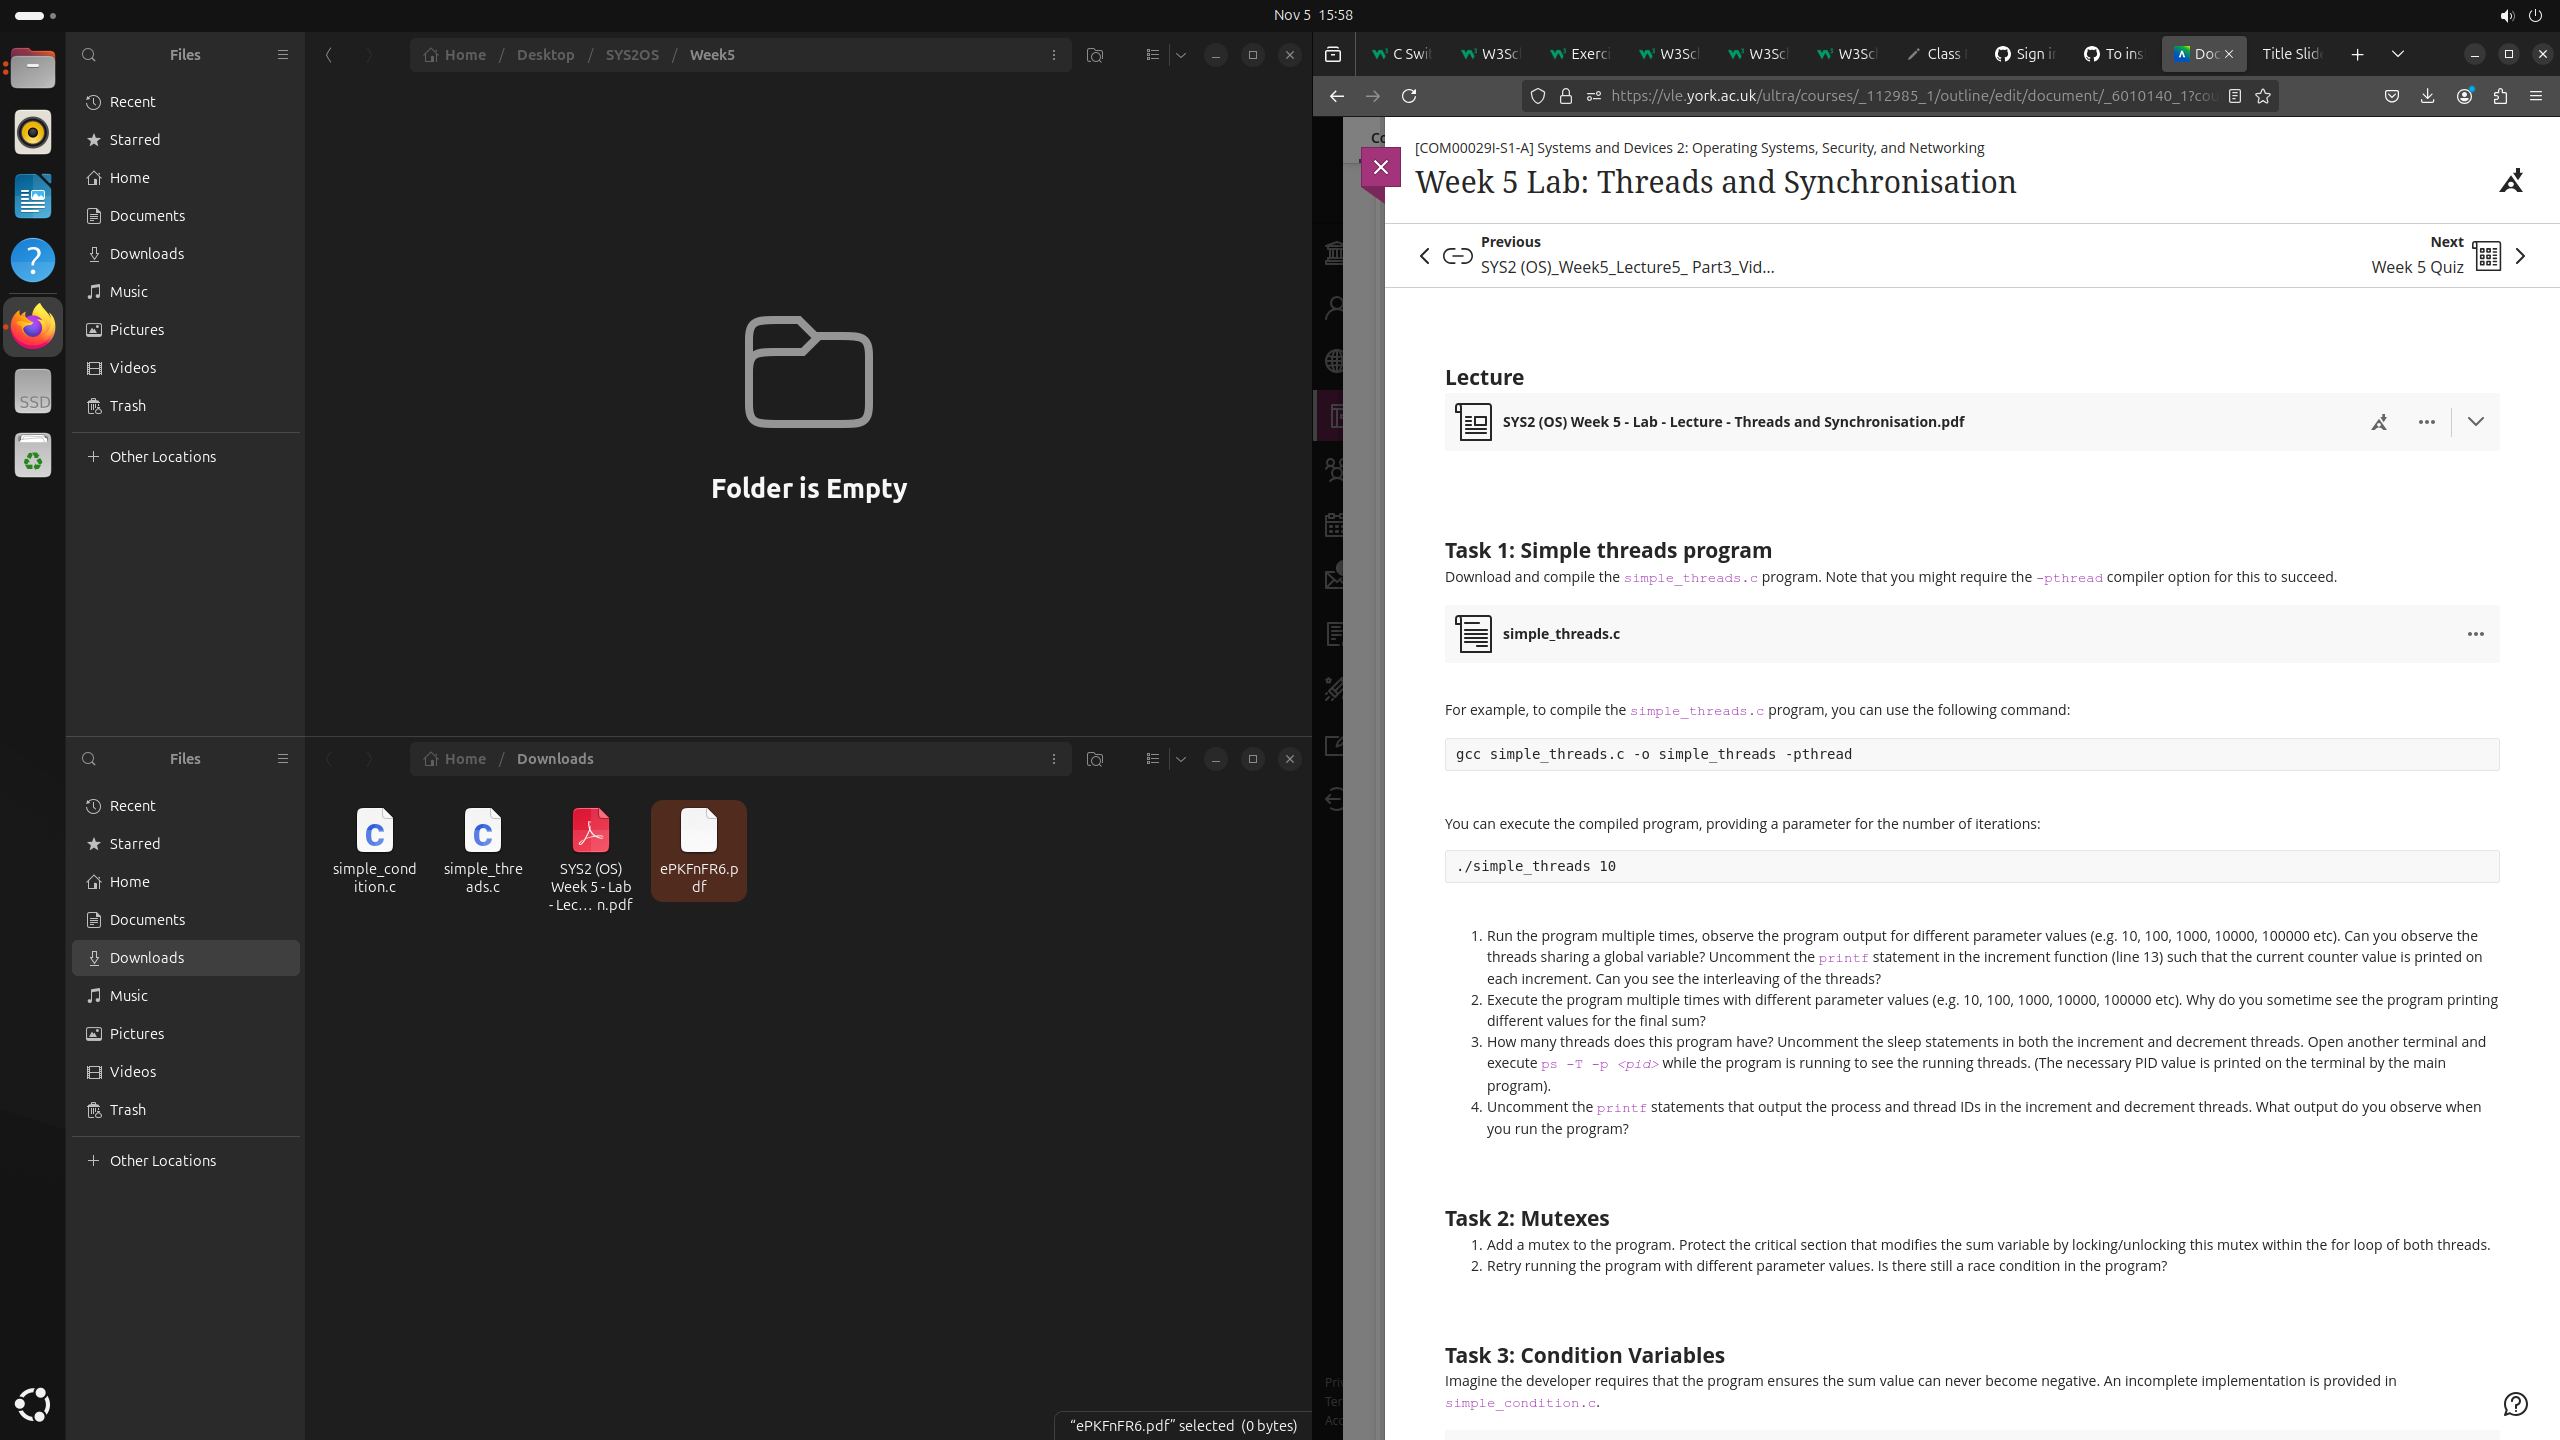 Nov 5 15:58
Files
Home / Desktop / SYS2OS / Week5
Recent
Starred
Home
Documents
Downloads
Music
Pictures
Videos
Trash
Other Locations
SSD
Folder is Empty
Files
Home / Downloads
Recent
Starred
Home
Documents
Downloads
Music
Pictures
Videos
Trash
Other Locations
simple_cond
ition.c
simple_thre
ads.c
SYS2 (OS)
Week 5 - Lab
- Lec… n.pdf
ePKFnFR6.p
df
“ePKFnFR6.pdf” selected (0 bytes)
C Swit
W3Scl
Exerci
W3Scl
W3Scl
W3Scl
Class
Sign i
To ins
Doc
Title Slide
https://vle.york.ac.uk/ultra/courses/_112985_1/outline/edit/document/_6010140_1?cou
[COM00029I-S1-A] Systems and Devices 2: Operating Systems, Security, and Networking
Week 5 Lab: Threads and Synchronisation
Previous
SYS2 (OS)_Week5_Lecture5_ Part3_Vid...
Next
Week 5 Quiz
Lecture
SYS2 (OS) Week 5 - Lab - Lecture - Threads and Synchronisation.pdf
Task 1: Simple threads program
Download and compile the simple_threads.c program. Note that you might require the -pthread compiler option for this to succeed.
simple_threads.c
For example, to compile the simple_threads.c program, you can use the following command:
gcc simple_threads.c -o simple_threads -pthread
You can execute the compiled program, providing a parameter for the number of iterations:
./simple_threads 10
1. Run the program multiple times, observe the program output for different parameter values (e.g. 10, 100, 1000, 10000, 100000 etc). Can you observe the
threads sharing a global variable? Uncomment the printf statement in the increment function (line 13) such that the current counter value is printed on
each increment. Can you see the interleaving of the threads?
2. Execute the program multiple times with different parameter values (e.g. 10, 100, 1000, 10000, 100000 etc). Why do you sometime see the program printing
different values for the final sum?
3. How many threads does this program have? Uncomment the sleep statements in both the increment and decrement threads. Open another terminal and
execute ps -T -p <pid> while the program is running to see the running threads. (The necessary PID value is printed on the terminal by the main
program).
4. Uncomment the printf statements that output the process and thread IDs in the increment and decrement threads. What output do you observe when
you run the program?
Task 2: Mutexes
1. Add a mutex to the program. Protect the critical section that modifies the sum variable by locking/unlocking this mutex within the for loop of both threads.
2. Retry running the program with different parameter values. Is there still a race condition in the program?
Task 3: Condition Variables
Imagine the developer requires that the program ensures the sum value can never become negative. An incomplete implementation is provided in
simple_condition.c.